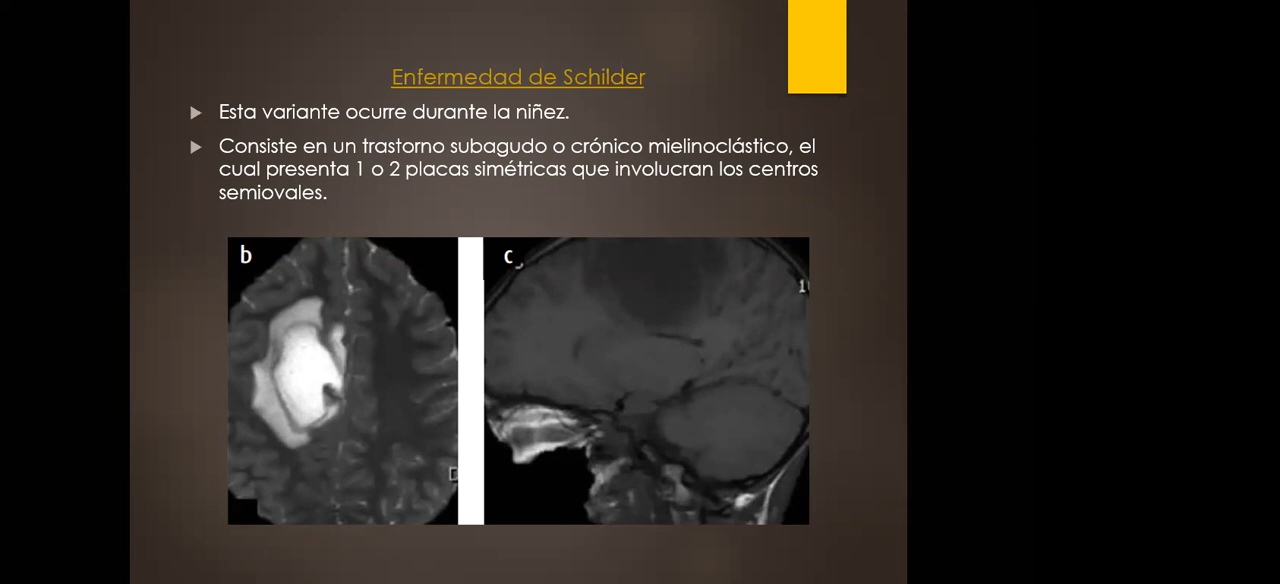 Enfermedad de Schilder
Esta variante ocurre durante la niñez.
Consiste en un trastorno subagudo o crónico mielinoclástico, el
cual presenta 1 o 2 placas simétricas que involucran los centros
semiovales.
b
c